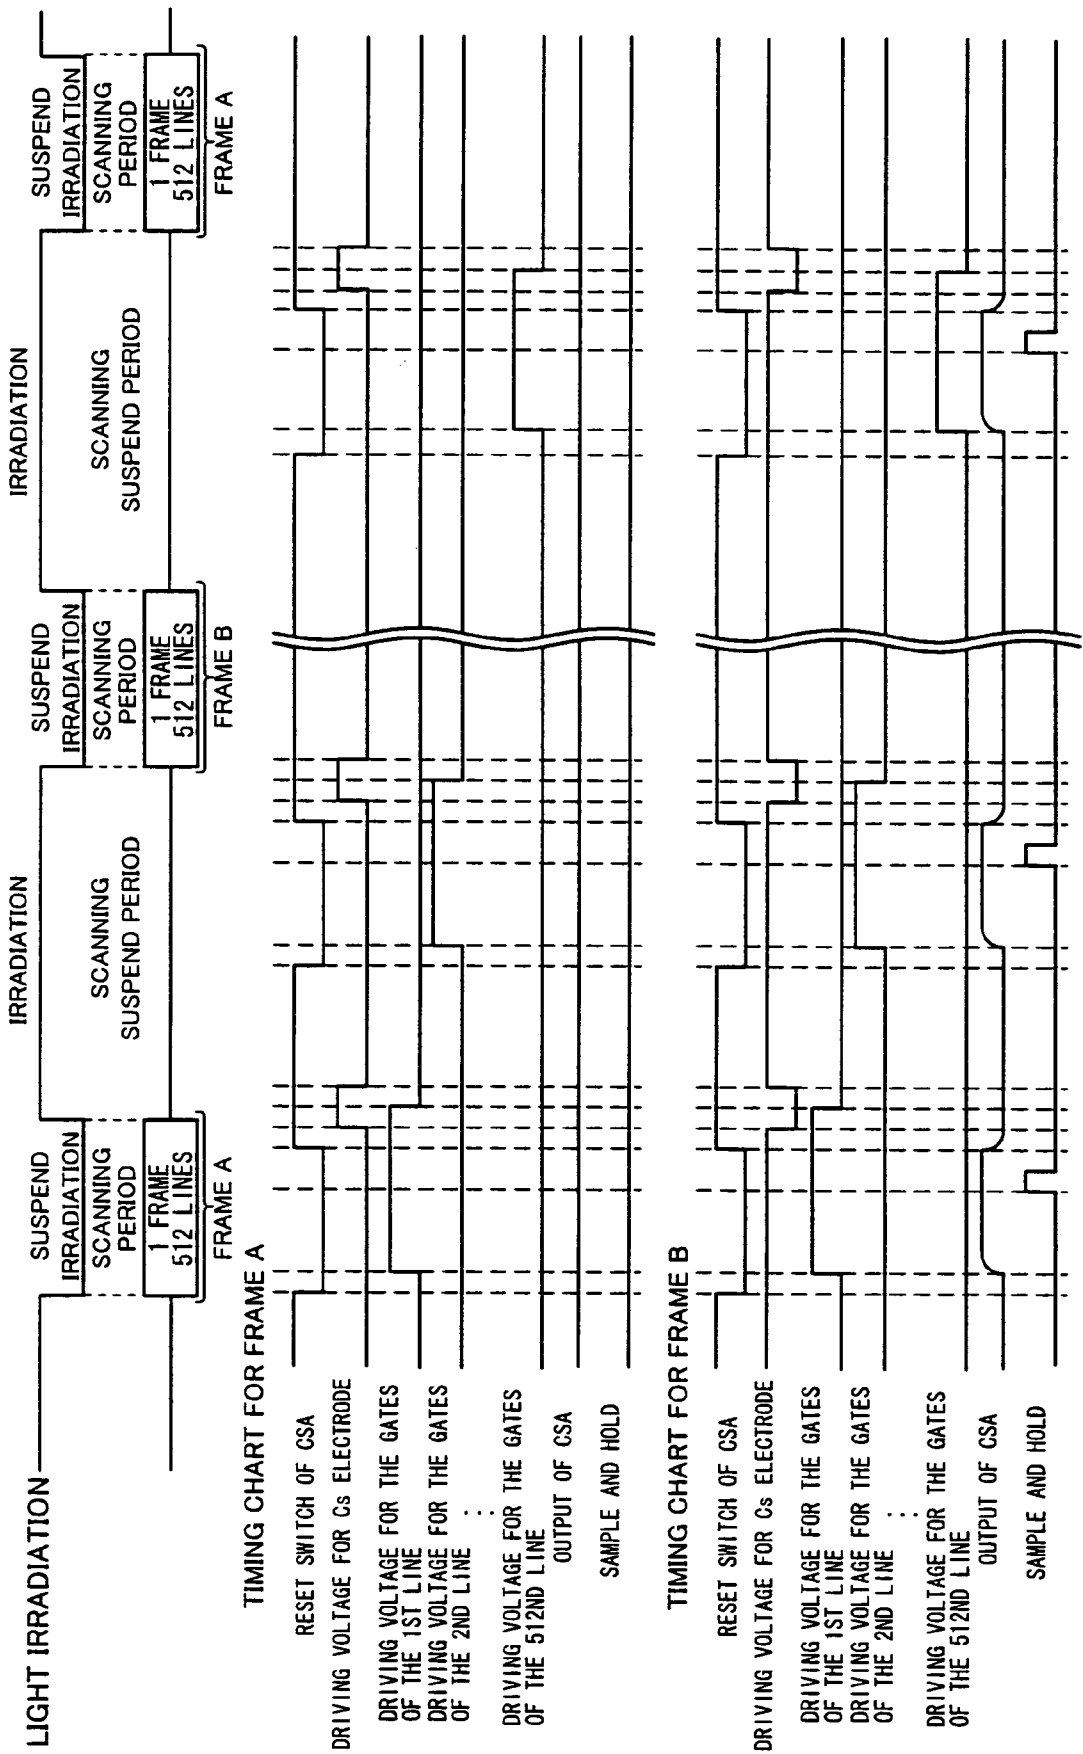 LIGHT IRRADIATION
IRRADIATION
IRRADIATION
SUSPEND
IRRADIATION
SCANNING
PERIOD
1 FRAME
512 LINES
FRAME A
SCANNING
SUSPEND PERIOD
SUSPEND
IRRADIATION
SCANNING
PERIOD
1 FRAME
512 LINES
FRAME B
SCANNING
SUSPEND PERIOD
SUSPEND
IRRADIATION
SCANNING
PERIOD
1 FRAME
512 LINES
FRAME A
TIMING CHART FOR FRAME A
RESET SWITCH OF CSA
DRIVING VOLTAGE FOR Cs ELECTRODE
DRIVING VOLTAGE FOR THE GATES
OF THE 1ST LINE
DRIVING VOLTAGE FOR THE GATES
OF THE 2ND LINE
DRIVING VOLTAGE FOR THE GATES
OF THE 512ND LINE
OUTPUT OF CSA
SAMPLE AND HOLD
TIMING CHART FOR FRAME B
RESET SWITCH OF CSA
DRIVING VOLTAGE FOR Cs ELECTRODE
DRIVING VOLTAGE FOR THE GATES
OF THE 1ST LINE
DRIVING VOLTAGE FOR THE GATES
OF THE 2ND LINE
DRIVING VOLTAGE FOR THE GATES
OF THE 512ND LINE
OUTPUT OF CSA
SAMPLE AND HOLD